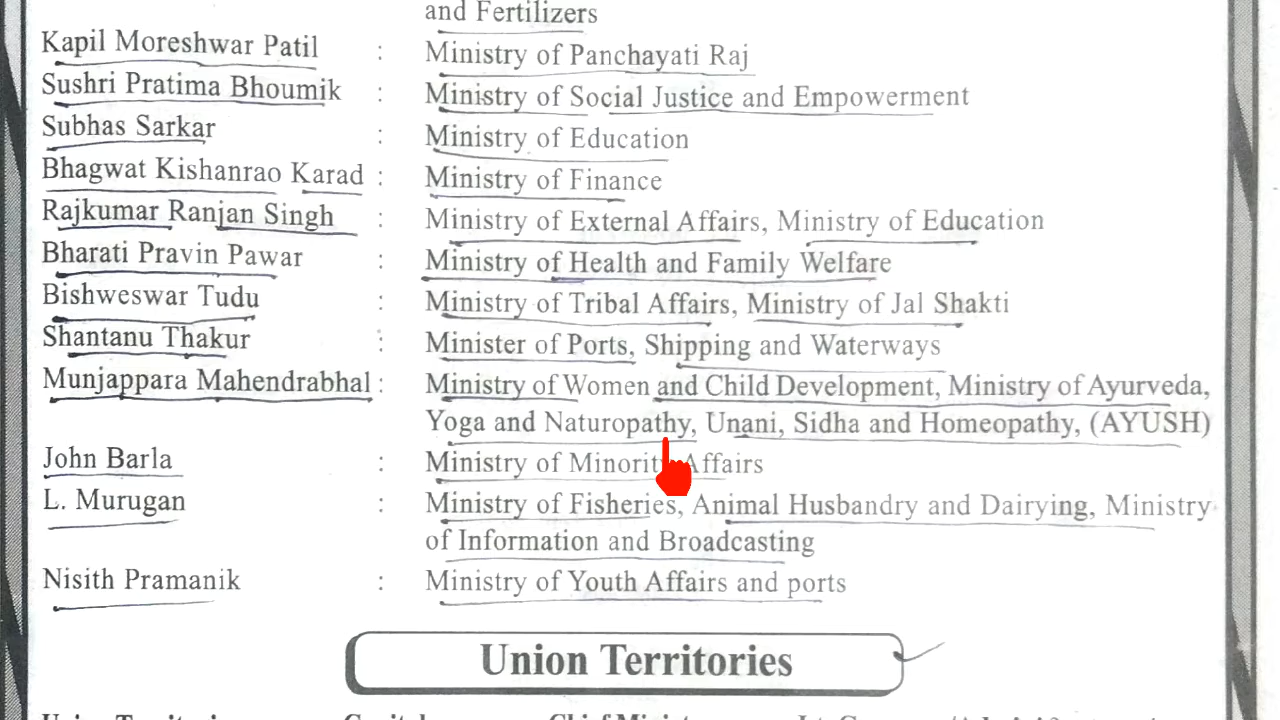 and Fertilizers
Kapil Moreshwar Patil : Ministry of Panchayati Raj
Sushri Pratima Bhoumik : Ministry of Social Justice and Empowerment
Subhas Sarkar : Ministry of Education
Bhagwat Kishanrao Karad : Ministry of Finance
Rajkumar Ranjan Singh : Ministry of External Affairs, Ministry of Education
Bharati Pravin Pawar : Ministry of Health and Family Welfare
Bishweswar Tudu : Ministry of Tribal Affairs, Ministry of Jal Shakti
Shantanu Thakur : Minister of Ports, Shipping and Waterways
Munjappara Mahendrabhal : Ministry of Women and Child Development, Ministry of Ayurveda,
Yoga and Naturopathy, Unani, Sidha and Homeopathy, (AYUSH)
John Barla : Ministry of Minority Affairs
L. Murugan : Ministry of Fisheries, Animal Husbandry and Dairying, Ministry
of Information and Broadcasting
Nisith Pramanik : Ministry of Youth Affairs and ports
Union Territories